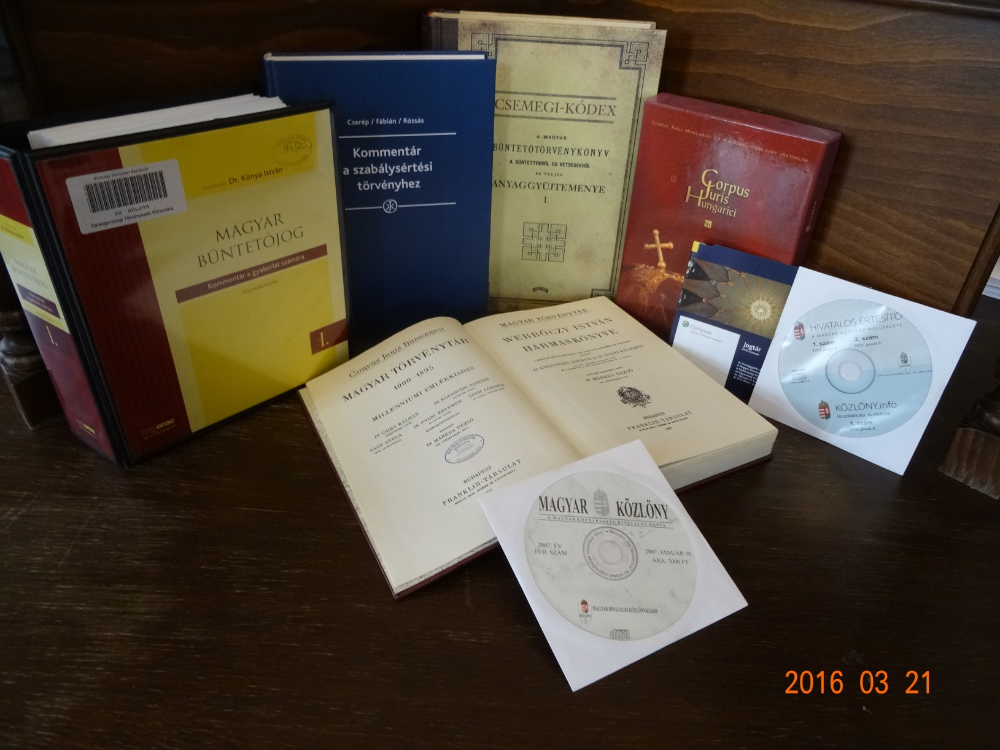 Bírósági Könyvtári Rendszer
Zalaegerszegi Törvényszék Könyvtára
9452
Dr. Kónya István
MAGYAR
BÜNTETŐJOG
Kommentár a gyakorlat számára
Harmadik kiadás
I.
orac
MAGYAR
BÜNTETŐJOG
I.
Cserép / Fábián / Rózsás
Kommentár
a szabálysértési
törvényhez
CSEMEGI-KÓDEX
A MAGYAR
BÜNTETŐTÖRVÉNYKÖNYV
A BÜNTETTEKRŐL ÉS VÉTSÉGEKRŐL
ÉS TELJES
ANYAGGYŰJTEMÉNYE
I.
CORPUS JURIS HUNGARICI CD • A TÖRVÉNYEKBE ZÁRT TÖRTÉNELEM
Corpus
Juris
Hungarici
CD
CompLex
Jogtár
HIVATALOS ÉRTESÍTŐ
A MAGYAR KÖZLÖNY MELLÉKLETE
1. szám 2. szám
2010. január 8.
KÖZLÖNY.info
FELSZÁMOLÁSI ELJÁRÁSOK
1. szám
2010. január 8.
Corpus Juris Hungarici
MAGYAR TÖRVÉNYTÁR
1000—1895
MILLENNIUMI EMLÉKKIADÁS
Dr KOLOSVÁRI SÁNDOR
TÓTH LŐRINCZ
Dr CSIKY KÁLMÁN
Dr ÓVÁRI KELEMEN
NAGY GYULA
Dr MÁRKUS DEZSŐ
BUDAPEST
FRANKLIN-TÁRSULAT
MAGYAR TÖRVÉNYTÁR
WERBŐCZY ISTVÁN
HÁRMASKÖNYVE
Dr KOLOSVÁRI SÁNDOR és Dr ÓVÁRI KELEMEN
Dr MÁRKUS DEZSŐ
BUDAPEST
FRANKLIN-TÁRSULAT
1897
MAGYAR KÖZLÖNY
A MAGYAR KÖZTÁRSASÁG HIVATALOS LAPJA
2007. ÉV
10/II. SZÁM
2007. JANUÁR 30.
ÁRA: 3000 FT
MAGYAR HIVATALOS KÖZLÖNYKIADÓ
COMPACT
disc
2016 03 21